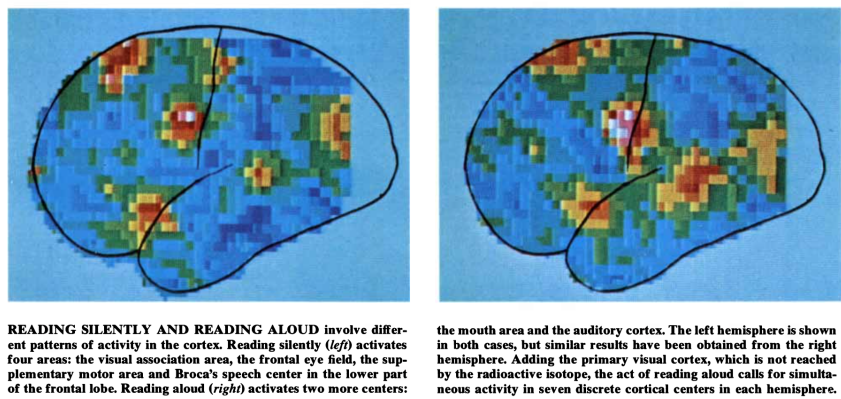 READING SILENTLY AND READING ALOUD involve differ-
ent patterns of activity in the cortex. Reading silently (left) activates
four areas: the visual association area, the frontal eye field, the sup-
plementary motor area and Broca's speech center in the lower part
of the frontal lobe. Reading aloud (right) activates two more centers:
the mouth area and the auditory cortex. The left hemisphere is shown
in both cases, but similar results have been obtained from the right
hemisphere. Adding the primary visual cortex, which is not reached
by the radioactive isotope, the act of reading aloud calls for simulta-
neous activity in seven discrete cortical centers in each hemisphere.